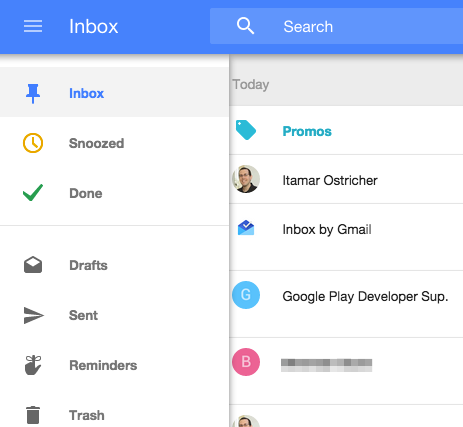 Inbox
Search
Inbox
Snoozed
Done
Drafts
Sent
Reminders
Trash
Today
Promos
Itamar Ostricher
Inbox by Gmail
G
Google Play Developer Sup.
B